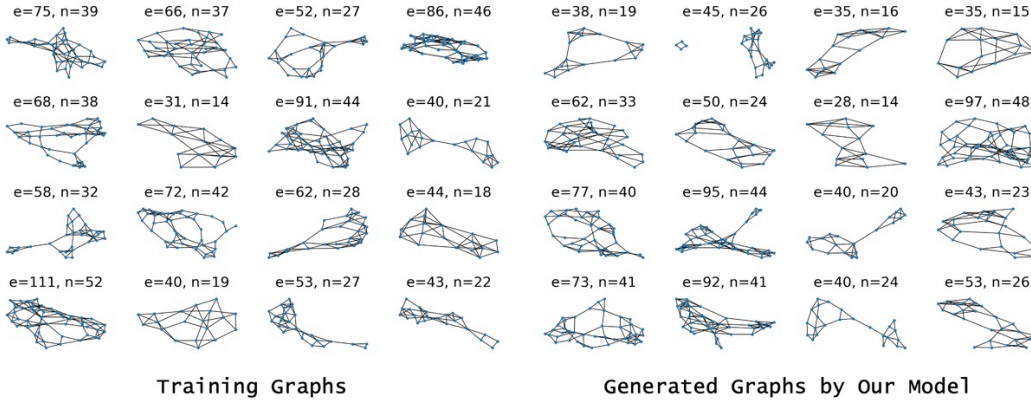 e=75, n=39 e=66, n=37 e=52, n=27 e=86, n=46 e=38, n=19 e=45, n=26 e=35, n=16 e=35, n=15
e=68, n=38 e=31, n=14 e=91, n=44 e=40, n=21 e=62, n=33 e=50, n=24 e=28, n=14 e=97, n=48
e=58, n=32 e=72, n=42 e=62, n=28 e=44, n=18 e=77, n=40 e=95, n=44 e=40, n=20 e=43, n=23
e=111, n=52 e=40, n=19 e=53, n=27 e=43, n=22 e=73, n=41 e=92, n=41 e=40, n=24 e=53, n=26
Training Graphs Generated Graphs by Our Model